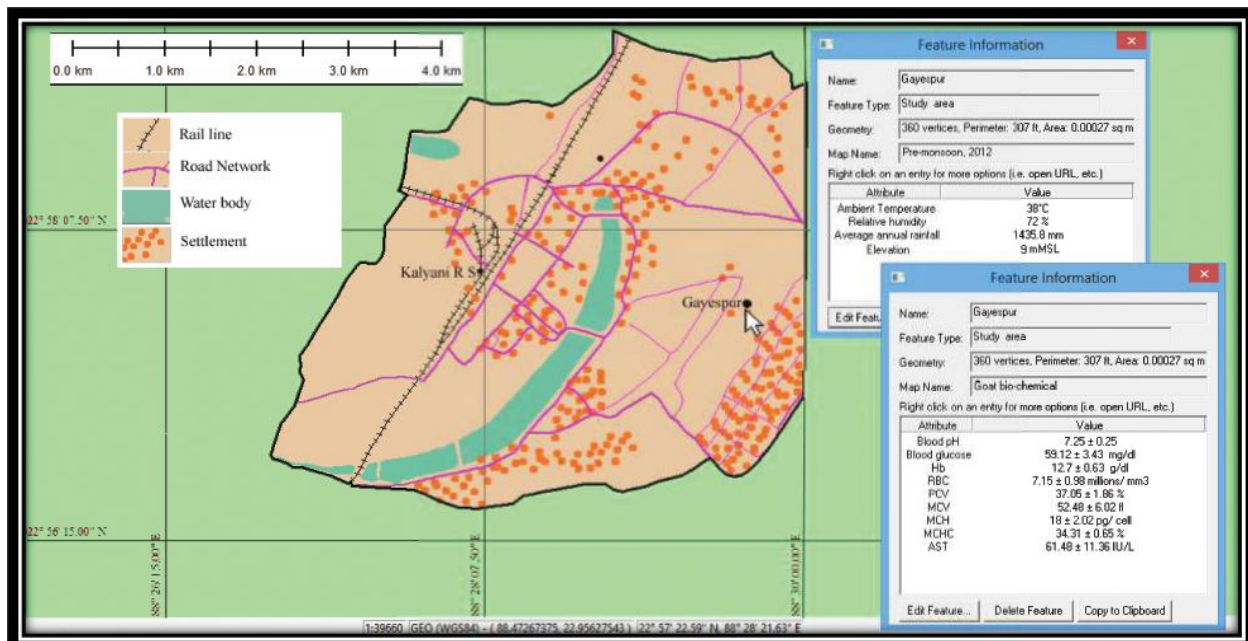 0.0 km 1.0 km 2.0 km 3.0 km 4.0 km
Rail line
Road Network
Water body
Settlement
22° 58' 07.50" N
Kalyani R S
Gayespur
22° 56' 15.00" N
88° 26' 15.00" E
88° 28' 07.50" E
88° 30' 00.00" E
1:39660 GEO (WGS84) - ( 88.47267375, 22.95627543 ) 22° 57' 22.59" N, 88° 28' 21.63" E
Feature Information
Name: Gayespur
Feature Type: Study area
Geometry: 360 vertices, Perimeter: 307 ft, Area: 0.00027 sq m
Map Name: Pre-monsoon, 2012
Right click on an entry for more options (i.e. open URL, etc.)
Attribute Value
Ambient Temperature 38°C
Relative humidity 72 %
Average annual rainfall 1435.8 mm
Elevation 9 mMSL
Edit Featu
Feature Information
Name: Gayespur
Feature Type: Study area
Geometry: 360 vertices, Perimeter: 307 ft, Area: 0.00027 sq m
Map Name: Goat bio-chemical
Right click on an entry for more options (i.e. open URL, etc.)
Attribute Value
Blood pH 7.25 ± 0.25
Blood glucose 59.12 ± 3.43 mg/dl
Hb 12.7 ± 0.63 g/dl
RBC 7.15 ± 0.98 millions/ mm3
PCV 37.05 ± 1.86 %
MCV 52.48 ± 6.02 fl
MCH 18 ± 2.02 pg/ cell
MCHC 34.31 ± 0.65 %
AST 61.48 ± 11.36 IU/L
Edit Feature... Delete Feature Copy to Clipboard